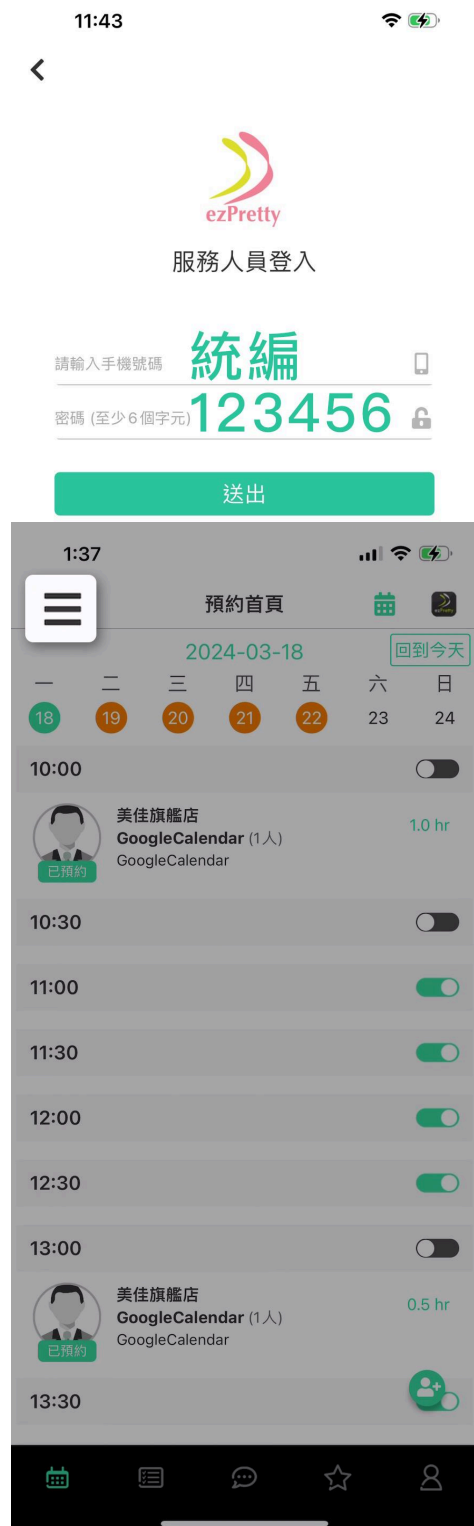 11:43
ezPretty
服務人員登入
請輸入手機號碼 統編
密碼 (至少6個字元) 123456
送出
1:37
預約首頁
2024-03-18 回到今天
一 二 三 四 五 六 日
18 19 20 21 22 23 24
10:00
美佳旗艦店
GoogleCalendar (1人) 1.0 hr
GoogleCalendar
已預約
10:30
11:00
11:30
12:00
12:30
13:00
美佳旗艦店
GoogleCalendar (1人) 0.5 hr
GoogleCalendar
已預約
13:30